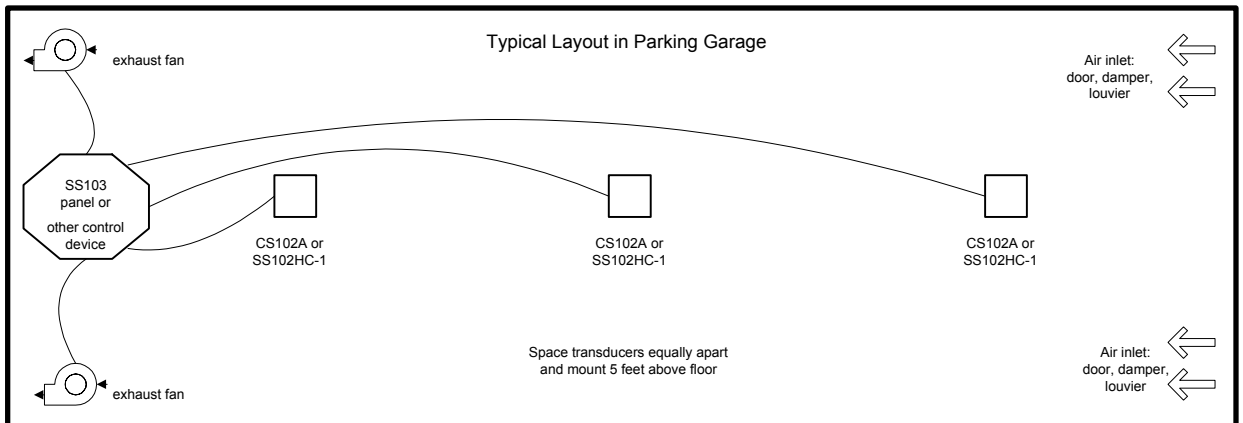 Typical Layout in Parking Garage
exhaust fan
Air inlet:
door, damper,
louvier
SS103
panel or
other control
device
CS102A or
SS102HC-1
CS102A or
SS102HC-1
CS102A or
SS102HC-1
Space transducers equally apart
and mount 5 feet above floor
Air inlet:
door, damper,
louvier
exhaust fan